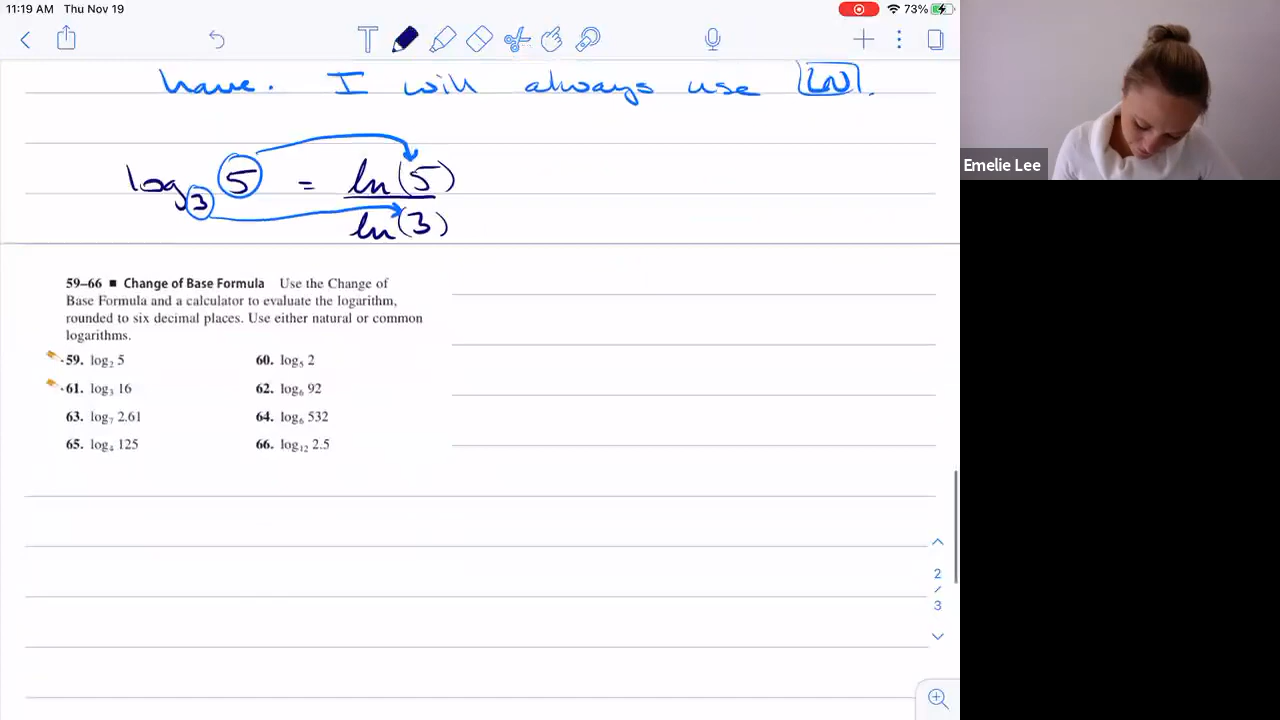 11:19 AM Thu Nov 19
73%
have. I will always use LN.
log₃ 5 = ln(5)
ln(3)
Emelie Lee
59–66 ■ Change of Base Formula Use the Change of
Base Formula and a calculator to evaluate the logarithm,
rounded to six decimal places. Use either natural or common
logarithms.
59. log₂ 5
60. log₅ 2
61. log₃ 16
62. log₆ 92
63. log₇ 2.61
64. log₆ 532
65. log₄ 125
66. log₁₂ 2.5
2
/
3